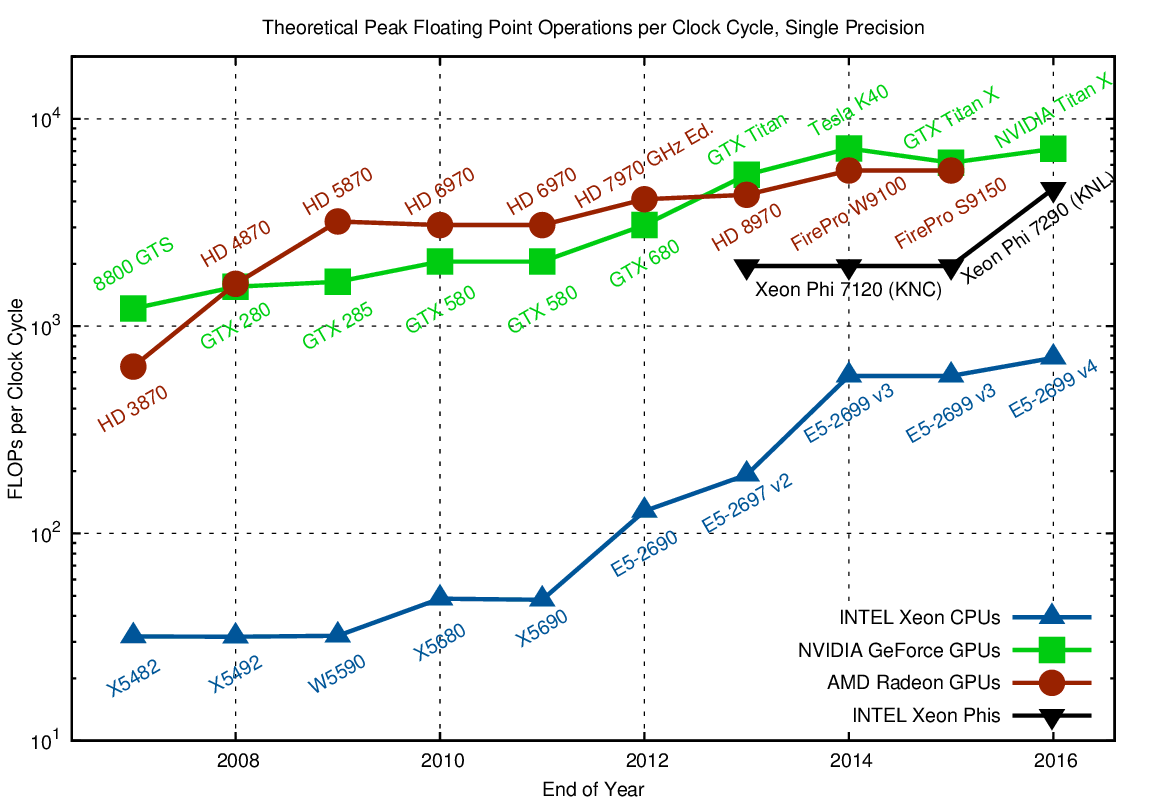 Theoretical Peak Floating Point Operations per Clock Cycle, Single Precision
10^4
10^3
10^2
10^1
FLOPs per Clock Cycle
8800 GTS
GTX 280
GTX 285
GTX 580
GTX 580
GTX 680
GTX Titan
Tesla K40
GTX Titan X
NVIDIA Titan X
HD 3870
HD 4870
HD 5870
HD 6970
HD 6970
HD 7970 GHz Ed.
HD 8970
FirePro W9100
FirePro S9150
Xeon Phi 7120 (KNC)
Xeon Phi 7290 (KNL)
X5482
X5492
W5590
X5680
X5690
E5-2690
E5-2697 v2
E5-2699 v3
E5-2699 v3
E5-2699 v4
INTEL Xeon CPUs
NVIDIA GeForce GPUs
AMD Radeon GPUs
INTEL Xeon Phis
2008 2010 2012 2014 2016
End of Year